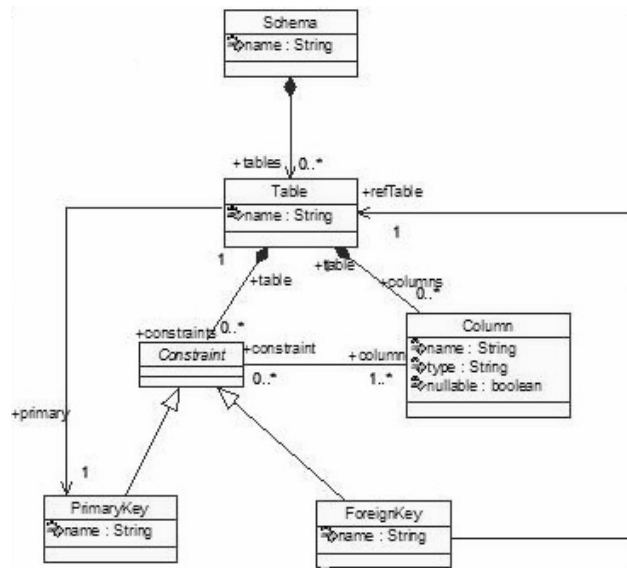 Schema
name : String
+tables
0..*
Table
name : String
+refTable
1
1
+table
+columns
0..*
+constraints
0..*
Constraint
+constraint
0..*
+column
1..*
Column
name : String
type : String
nullable : boolean
+primary
1
PrimaryKey
name : String
ForeignKey
name : String